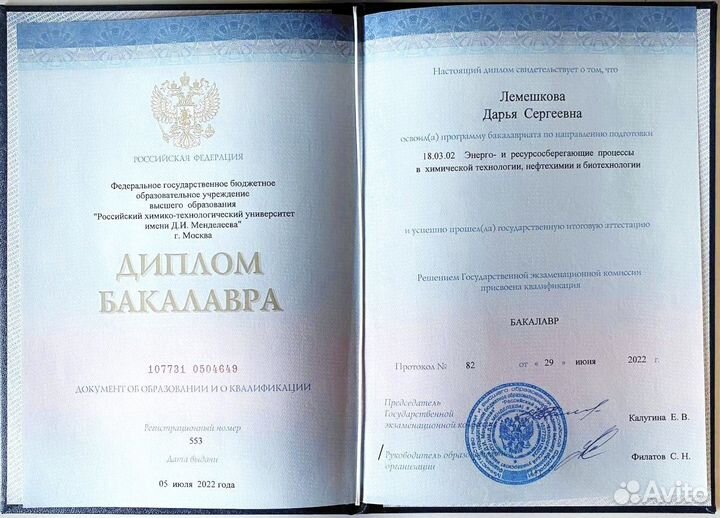 РОССИЙСКАЯ ФЕДЕРАЦИЯ
Федеральное государственное бюджетное
образовательное учреждение
высшего образования
"Российский химико-технологический университет
имени Д.И. Менделеева"
г. Москва
ДИПЛОМ
БАКАЛАВРА
107731 0504649
ДОКУМЕНТ ОБ ОБРАЗОВАНИИ И О КВАЛИФИКАЦИИ
Регистрационный номер
553
Дата выдачи
05 июля 2022 года
Настоящий диплом свидетельствует о том, что
Лемешкова
Дарья Сергеевна
освоил(а) программу бакалавриата по направлению подготовки
18.03.02 Энерго- и ресурсосберегающие процессы
в химической технологии, нефтехимии и биотехнологии
и успешно прошел(ла) государственную итоговую аттестацию
Решением Государственной экзаменационной комиссии
присвоена квалификация
БАКАЛАВР
Протокол № 82 от « 29 » июня 2022 г.
Председатель
Государственной
экзаменационной
Калугина Е. В.
Руководитель
организации
Филатов С. Н.
Avito